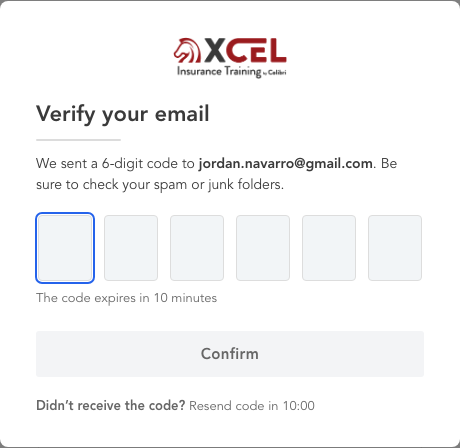 XCEL
Insurance Training by Calibri
Verify your email
We sent a 6-digit code to jordan.navarro@gmail.com. Be
sure to check your spam or junk folders.
The code expires in 10 minutes
Confirm
Didn’t receive the code? Resend code in 10:00